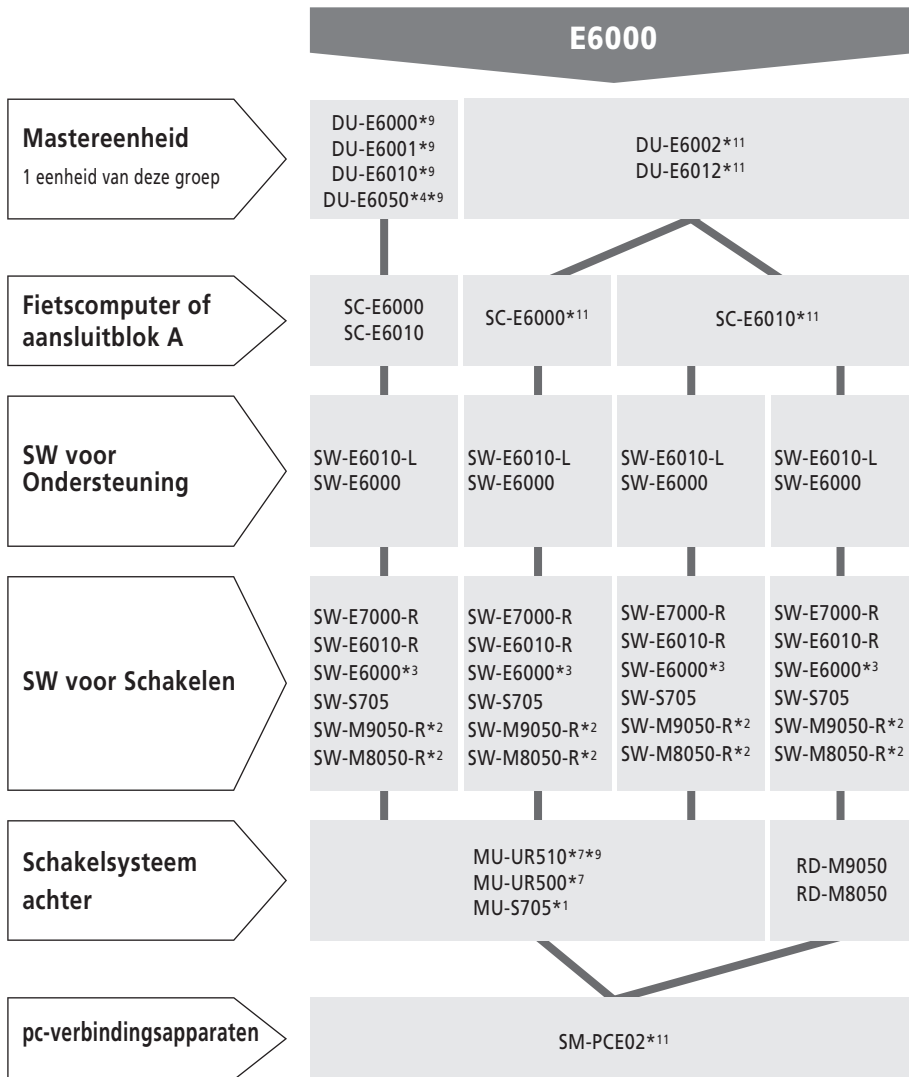 E6000
Mastereenheid
1 eenheid van deze groep
DU-E6000*9
DU-E6001*9
DU-E6010*9
DU-E6050*4*9
DU-E6002*11
DU-E6012*11
Fietscomputer of
aansluitblok A
SC-E6000
SC-E6010
SC-E6000*11
SC-E6010*11
SW voor
Ondersteuning
SW-E6010-L
SW-E6000
SW-E6010-L
SW-E6000
SW-E6010-L
SW-E6000
SW-E6010-L
SW-E6000
SW voor Schakelen
SW-E7000-R
SW-E6010-R
SW-E6000*3
SW-S705
SW-M9050-R*2
SW-M8050-R*2
SW-E7000-R
SW-E6010-R
SW-E6000*3
SW-S705
SW-M9050-R*2
SW-M8050-R*2
SW-E7000-R
SW-E6010-R
SW-E6000*3
SW-S705
SW-M9050-R*2
SW-M8050-R*2
SW-E7000-R
SW-E6010-R
SW-E6000*3
SW-S705
SW-M9050-R*2
SW-M8050-R*2
Schakelsysteem
achter
MU-UR510*7*9
MU-UR500*7
MU-S705*1
RD-M9050
RD-M8050
pc-verbindingsapparaten
SM-PCE02*11